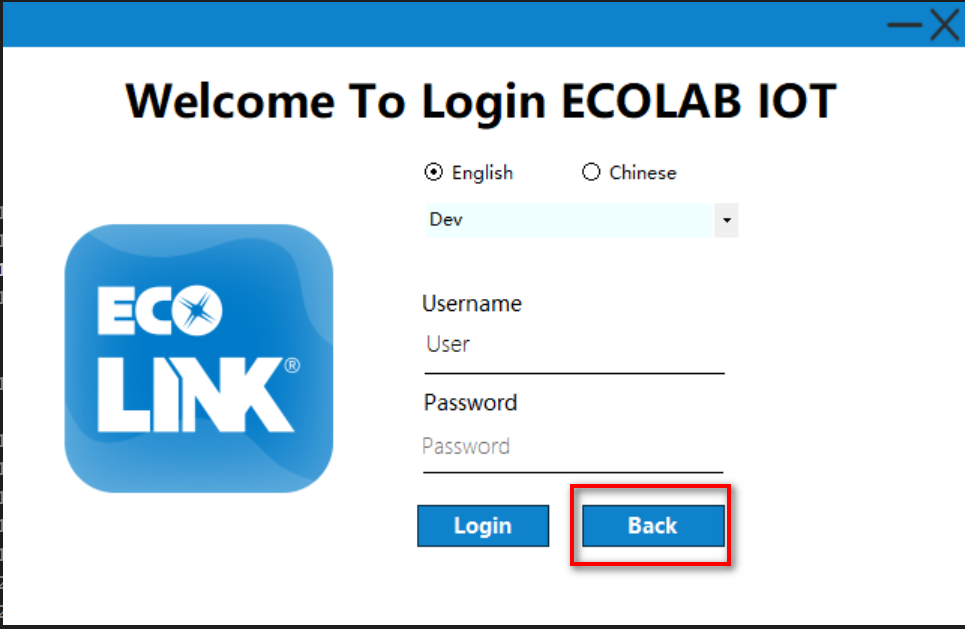 Welcome To Login ECOLAB IOT
English Chinese
Dev
ECO
LINK®
Username
User
Password
Password
Login Back